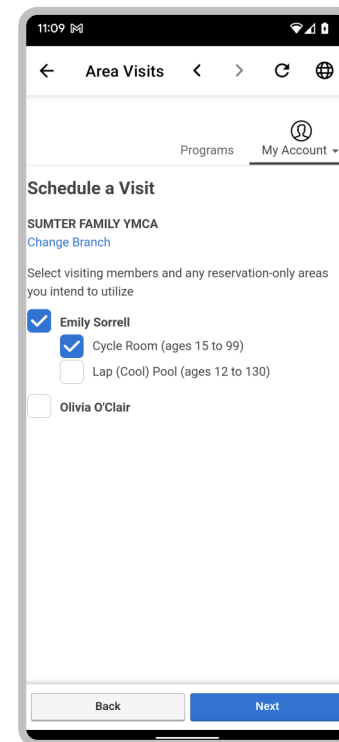 11:09
Area Visits
Programs
My Account
Schedule a Visit
SUMTER FAMILY YMCA
Change Branch
Select visiting members and any reservation-only areas
you intend to utilize
Emily Sorrell
Cycle Room (ages 15 to 99)
Lap (Cool) Pool (ages 12 to 130)
Olivia O'Clair
Back
Next